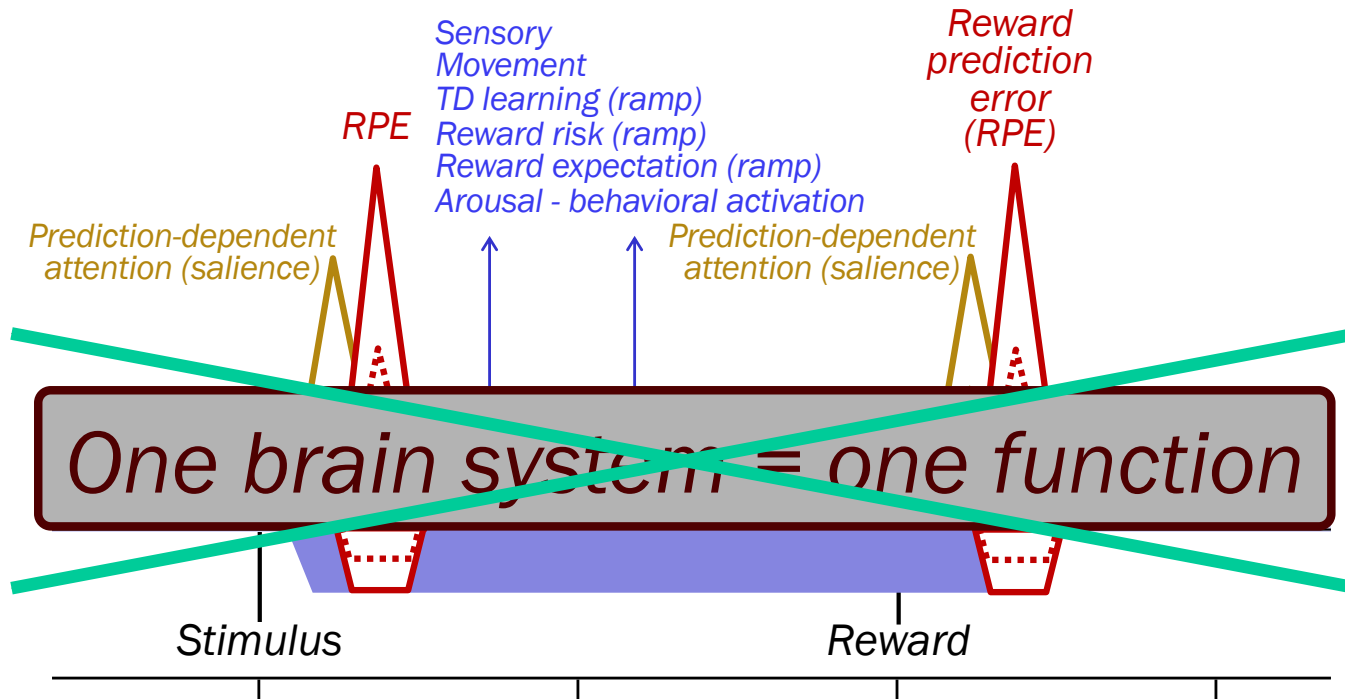 Sensory
Movement
TD learning (ramp)
Reward risk (ramp)
Reward expectation (ramp)
Arousal - behavioral activation
Reward
prediction
error
(RPE)
RPE
Prediction-dependent
attention (salience)
Prediction-dependent
attention (salience)
One brain system = one function
Stimulus
Reward